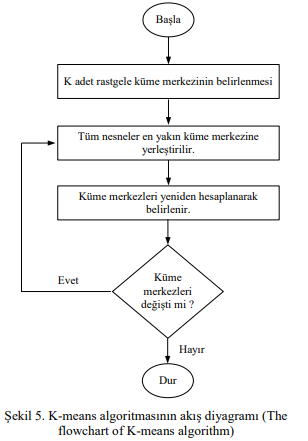 Başla
K adet rastgele küme merkezinin belirlenmesi
Tüm nesneler en yakın küme merkezine
yerleştirilir.
Küme merkezleri yeniden hesaplanarak
belirlenir.
Küme
merkezleri
değişti mi ?
Evet
Hayır
Dur
Şekil 5. K-means algoritmasının akış diyagramı (The
flowchart of K-means algorithm)